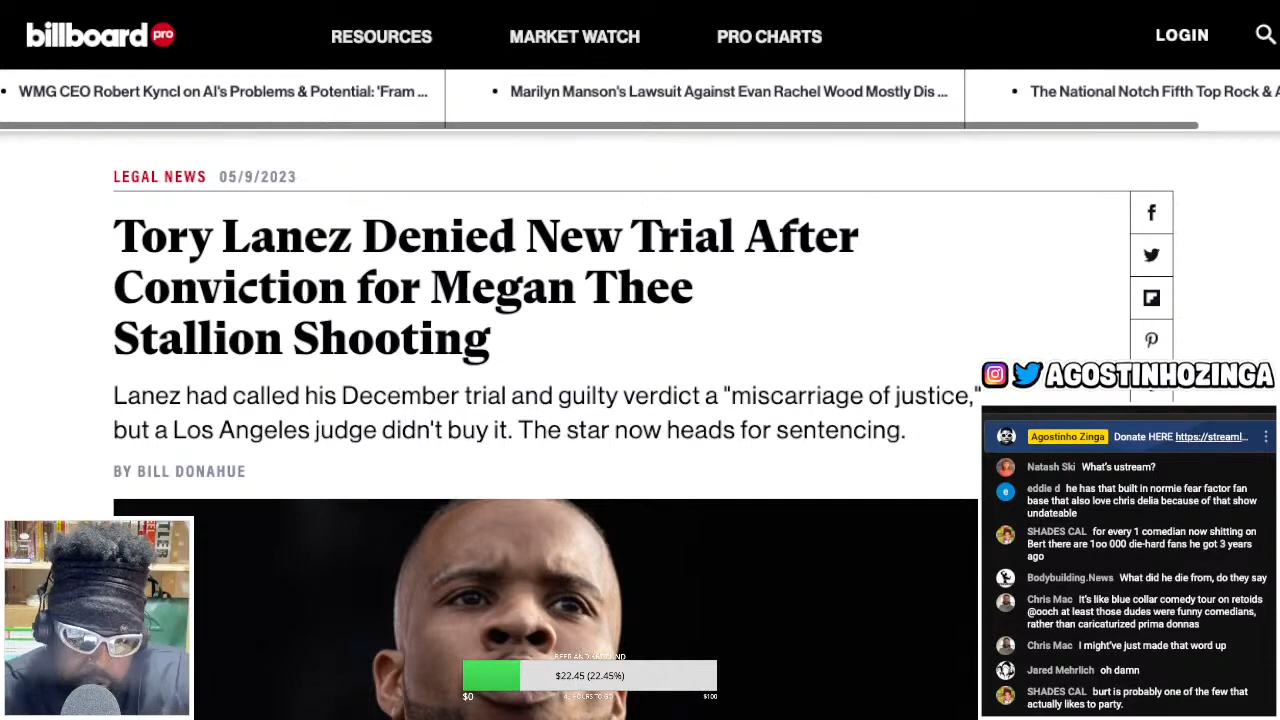 billboard pro
RESOURCES
MARKET WATCH
PRO CHARTS
LOGIN
• WMG CEO Robert Kyncl on AI's Problems & Potential: 'Fram ...
• Marilyn Manson's Lawsuit Against Evan Rachel Wood Mostly Dis ...
• The National Notch Fifth Top Rock &
LEGAL NEWS 05/9/2023
Tory Lanez Denied New Trial After
Conviction for Megan Thee
Stallion Shooting
Lanez had called his December trial and guilty verdict a "miscarriage of justice,"
but a Los Angeles judge didn't buy it. The star now heads for sentencing.
BY BILL DONAHUE
AGOSTINHOZINGA
Agostinho Zinga Donate HERE https://streaml...
Natash Ski What's ustream?
eddie d he has that built in normie fear factor fan
base that also love chris delia because of that show
undateable
SHADES CAL for every 1 comedian now shitting on
Bert there are 1oo 000 die-hard fans he got 3 years
ago
Bodybuilding.News What did he die from, do they say
Chris Mac It's like blue collar comedy tour on retoids
@ooch at least those dudes were funny comedians,
rather than caricaturized prima donnas
Chris Mac I might've just made that word up
Jared Mehrlich oh damn
SHADES CAL burt is probably one of the few that
actually likes to party.
$22.45 (22.45%)
$0
$100